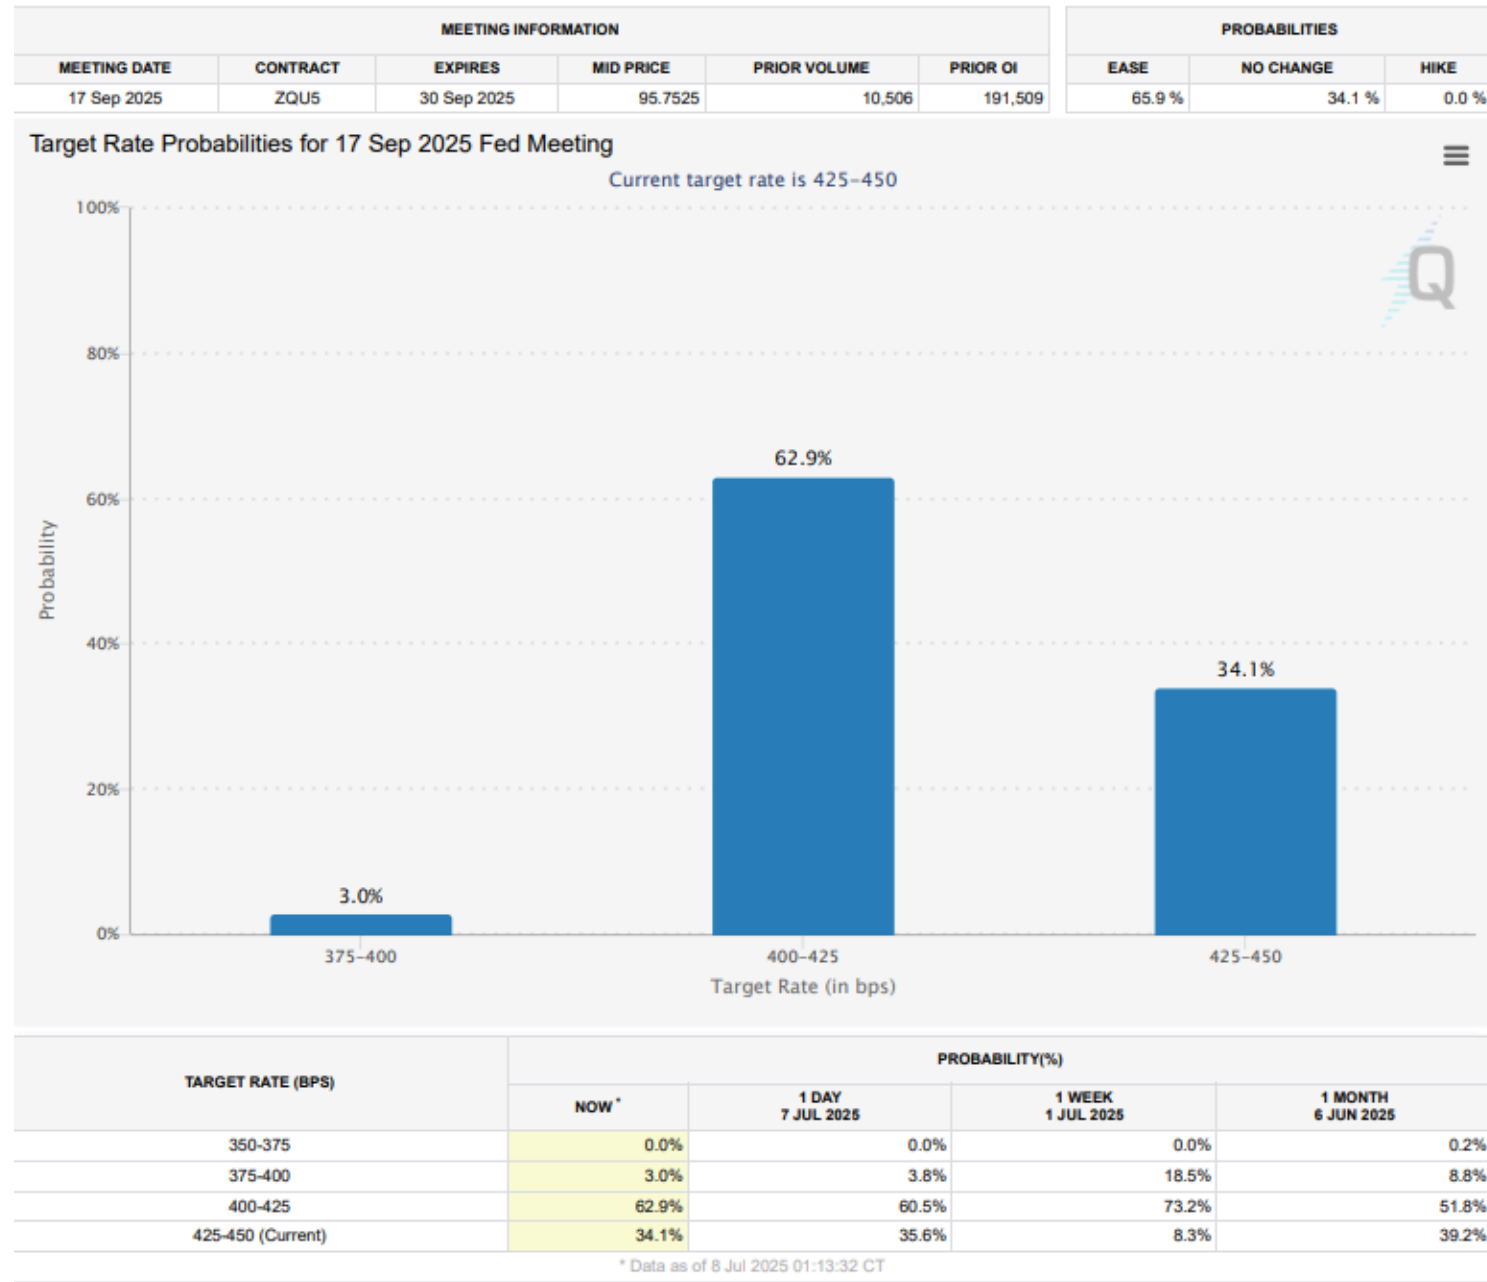 MEETING INFORMATION
PROBABILITIES
MEETING DATE CONTRACT EXPIRES MID PRICE PRIOR VOLUME PRIOR OI EASE NO CHANGE HIKE
17 Sep 2025 ZQU5 30 Sep 2025 95.7525 10,506 191,509 65.9 % 34.1 % 0.0 %
Target Rate Probabilities for 17 Sep 2025 Fed Meeting
Current target rate is 425-450
100%
Q
80%
62.9%
60%
Probability
40%
34.1%
20%
3.0%
0%
375-400 400-425 425-450
Target Rate (in bps)
TARGET RATE (BPS)
PROBABILITY(%)
NOW *
1 DAY
7 JUL 2025
1 WEEK
1 JUL 2025
1 MONTH
6 JUN 2025
350-375 0.0% 0.0% 0.0% 0.2%
375-400 3.0% 3.8% 18.5% 8.8%
400-425 62.9% 60.5% 73.2% 51.8%
425-450 (Current) 34.1% 35.6% 8.3% 39.2%
* Data as of 8 Jul 2025 01:13:32 CT